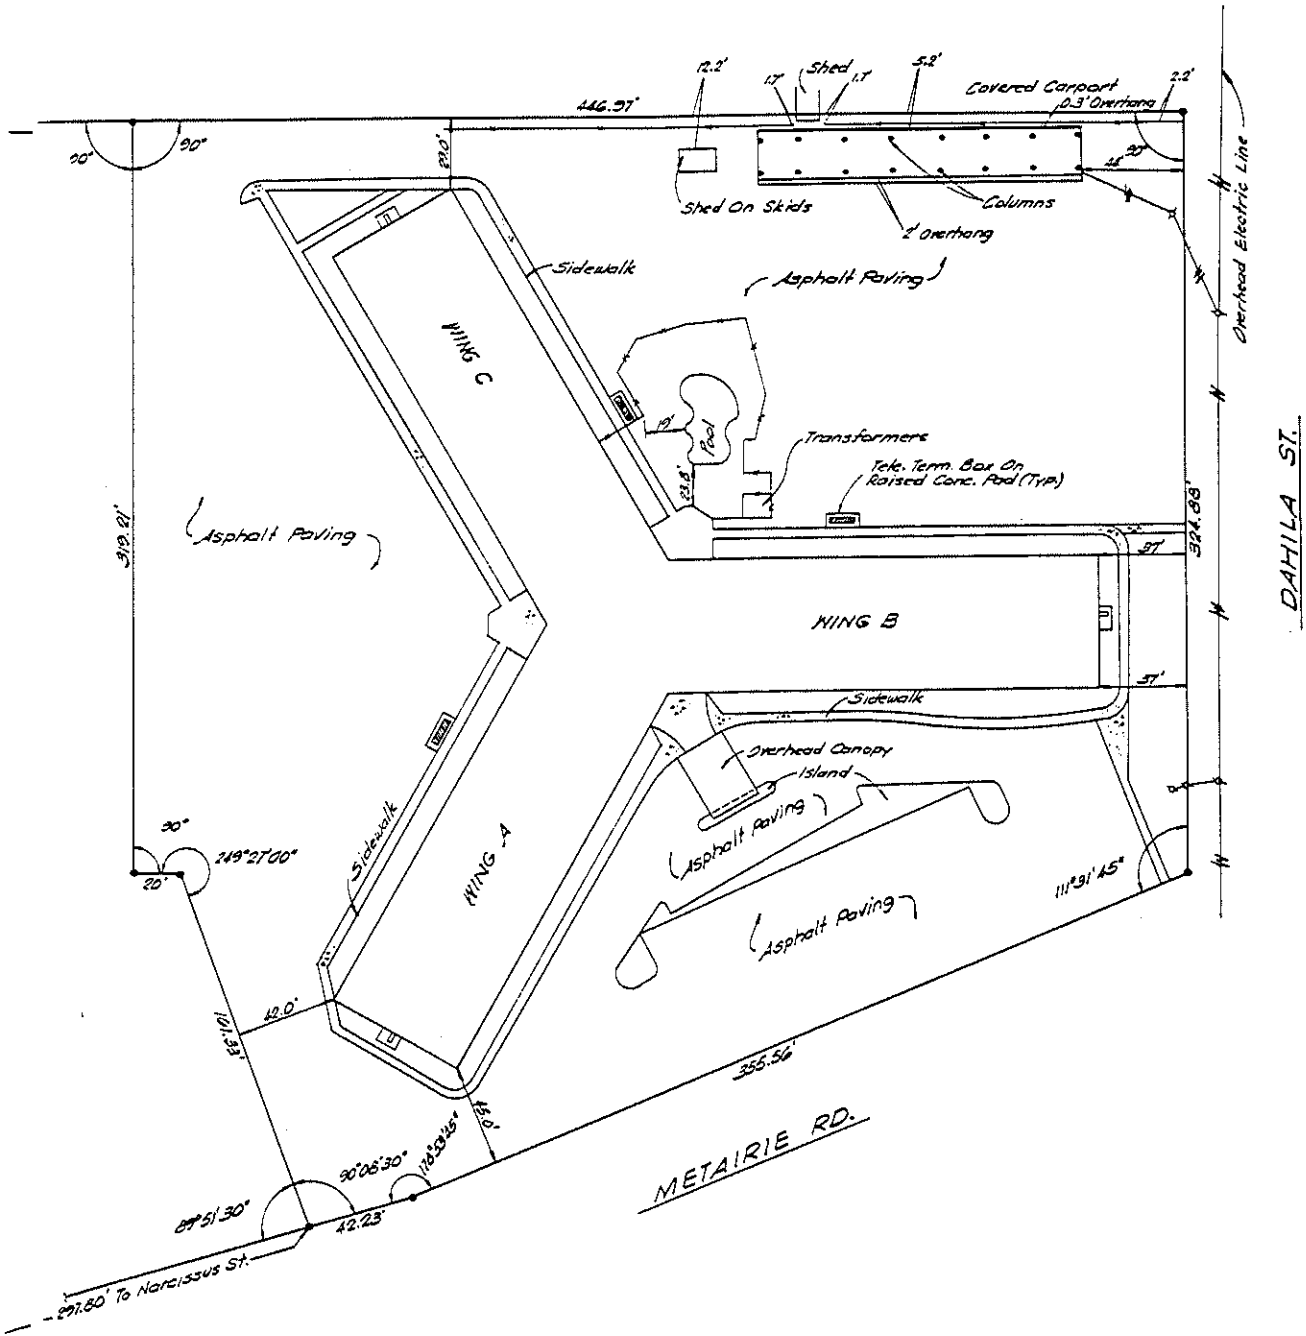 12.2'
1.7'
Shed
1.7'
5.2'
Covered Carport
0.3' Overhang
2.2'
446.97'
90°
90°
29.0'
90°
46'
Shed On Skids
Columns
2' Overhang
Overhead Electric Line
Sidewalk
Asphalt Paving
WING C
19'
Pool
23.8'
Transformers
Tele. Term. Box On
Raised Conc. Pad (Typ.)
DAHILA ST.
319.21'
Asphalt Paving
324.88'
37'
WING B
37'
Sidewalk
Overhead Canopy
Island
Asphalt Paving
90°
249°27'00"
20'
Sidewalk
WING A
Asphalt Paving
111°31'45"
42.0'
355.56'
45.0'
METAIRIE RD.
90°08'30"
178°53'45"
89°51'30"
42.23'
297.80' To Narcissus St.